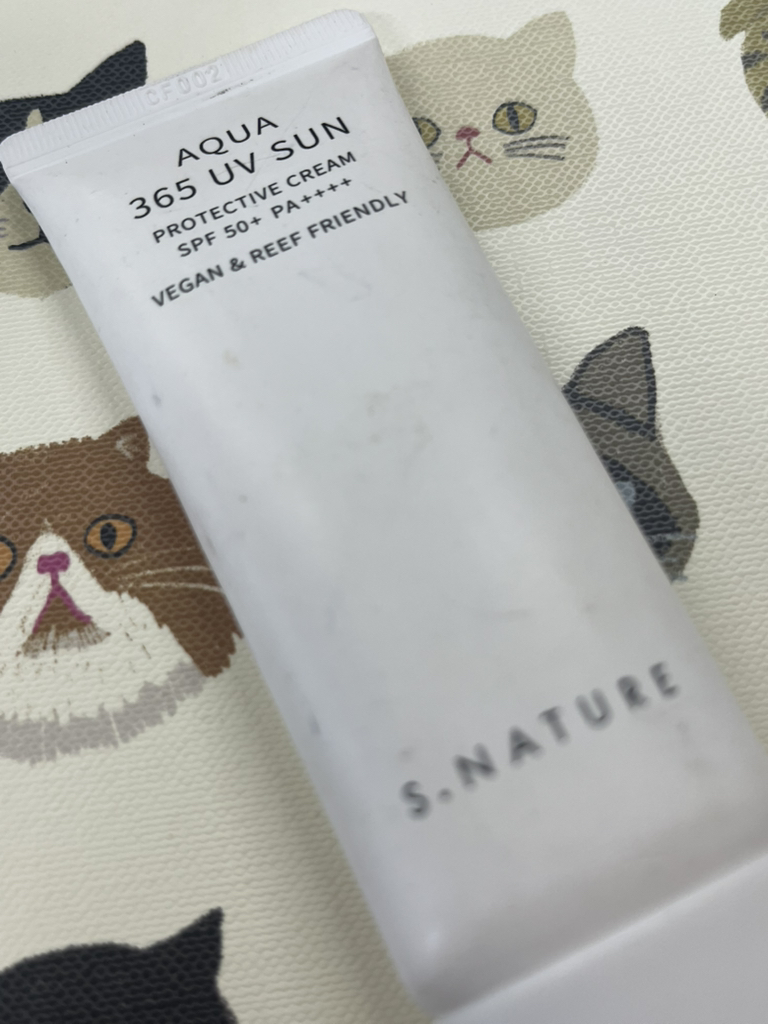 CF002
AQUA
365 UV SUN
PROTECTIVE CREAM
SPF 50+ PA++++
VEGAN & REEF FRIENDLY
S.NATURE